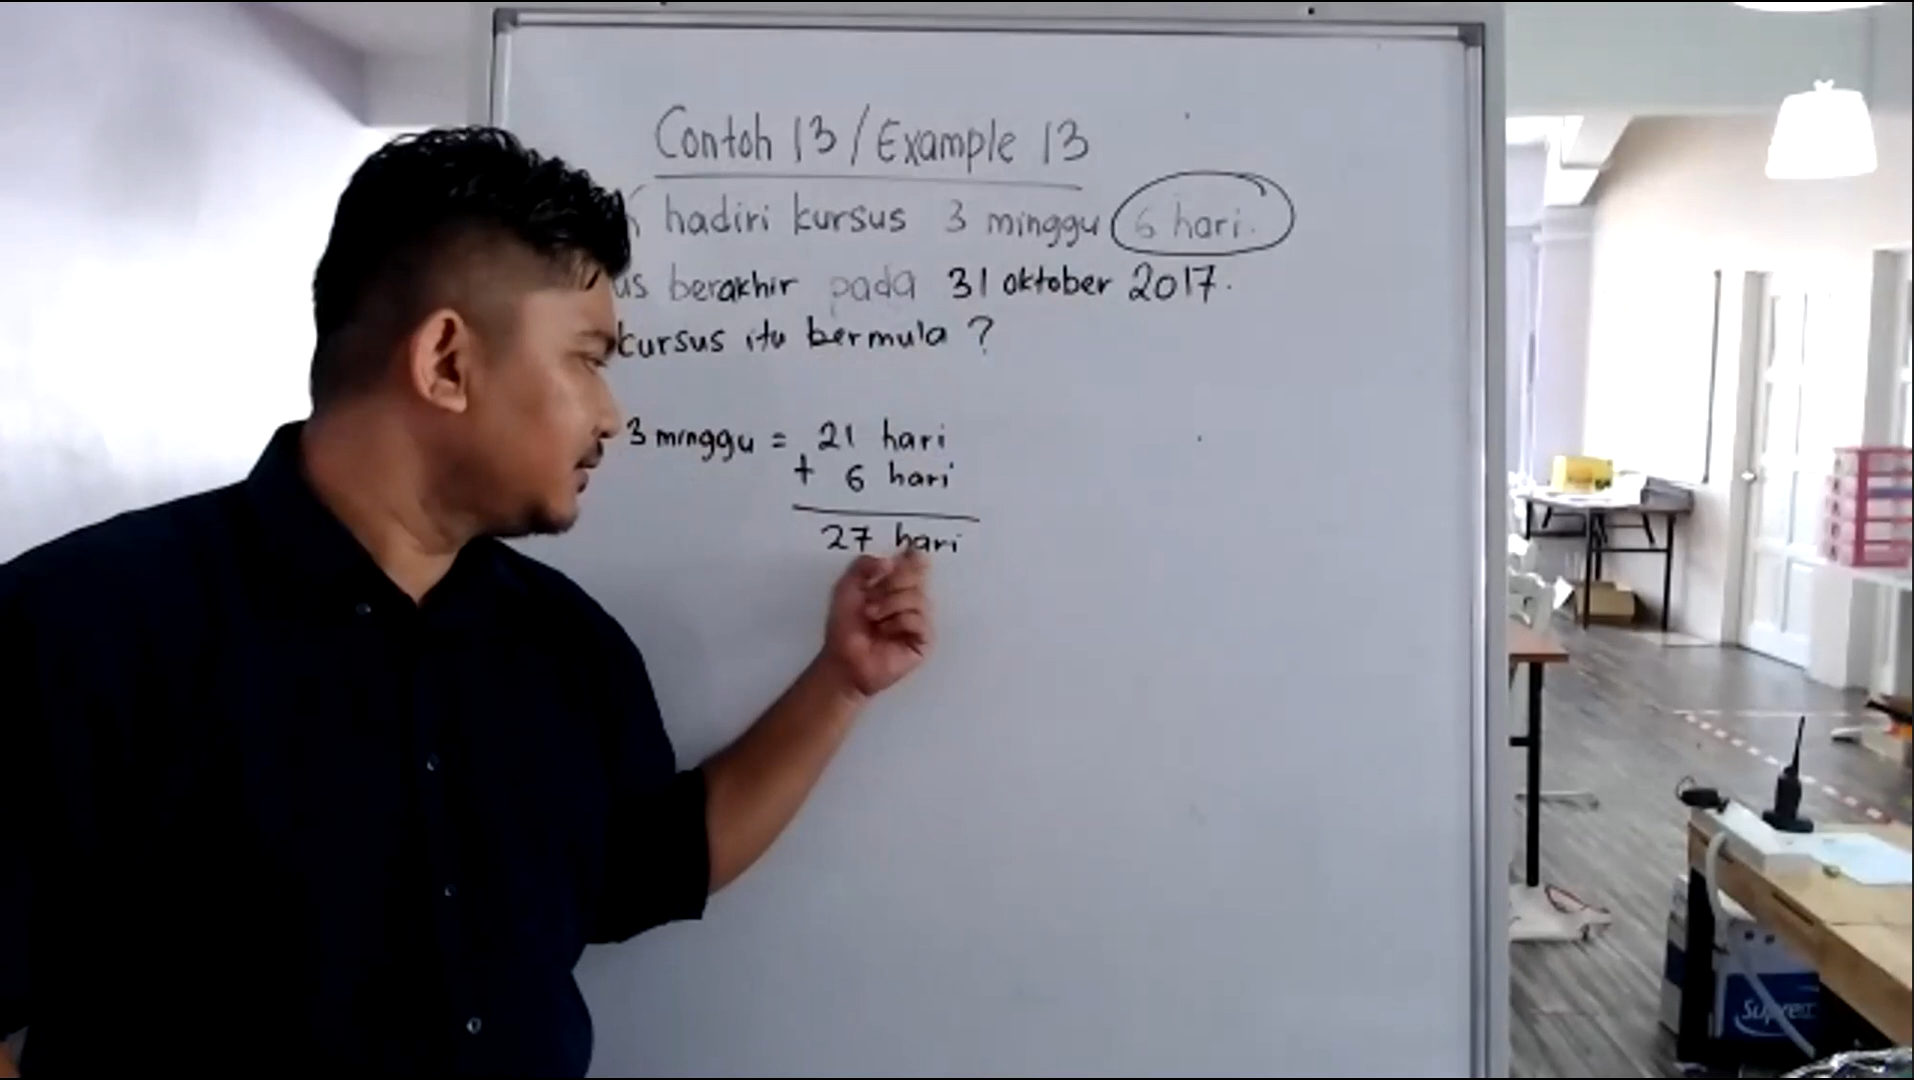 Contoh 13 / Example 13
hadiri kursus 3 minggu 6 hari.
berakhir pada 31 oktober 2017.
kursus itu bermula ?
3 minggu = 21 hari
+ 6 hari
27 hari